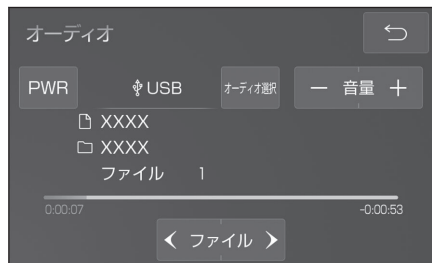 オーディオ
PWR USB オーディオ選択 − 音量 +
XXXX
XXXX
ファイル 1
0:00:07 -0:00:53
ファイル